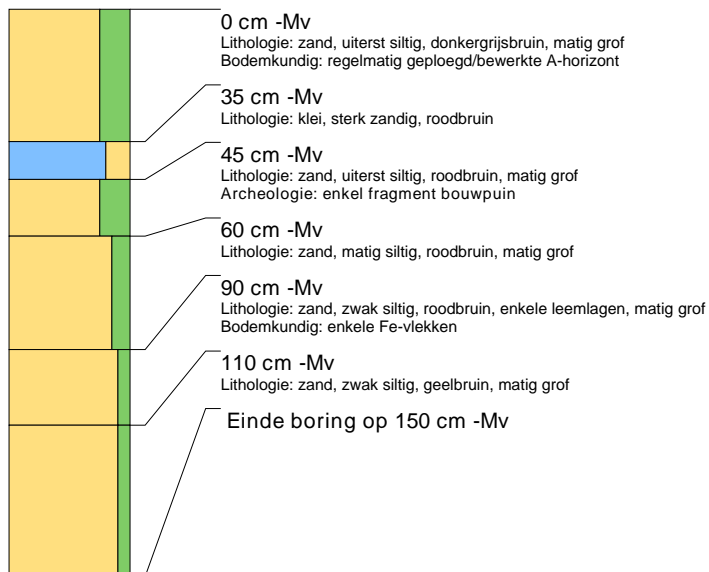 0 cm -Mv
Lithologie: zand, uiterst siltig, donkergrijsbruin, matig grof
Bodemkundig: regelmatig geploegd/bewerkte A-horizont
35 cm -Mv
Lithologie: klei, sterk zandig, roodbruin
45 cm -Mv
Lithologie: zand, uiterst siltig, roodbruin, matig grof
Archeologie: enkel fragment bouwpuin
60 cm -Mv
Lithologie: zand, matig siltig, roodbruin, matig grof
90 cm -Mv
Lithologie: zand, zwak siltig, roodbruin, enkele leemlagen, matig grof
Bodemkundig: enkele Fe-vlekken
110 cm -Mv
Lithologie: zand, zwak siltig, geelbruin, matig grof
Einde boring op 150 cm -Mv